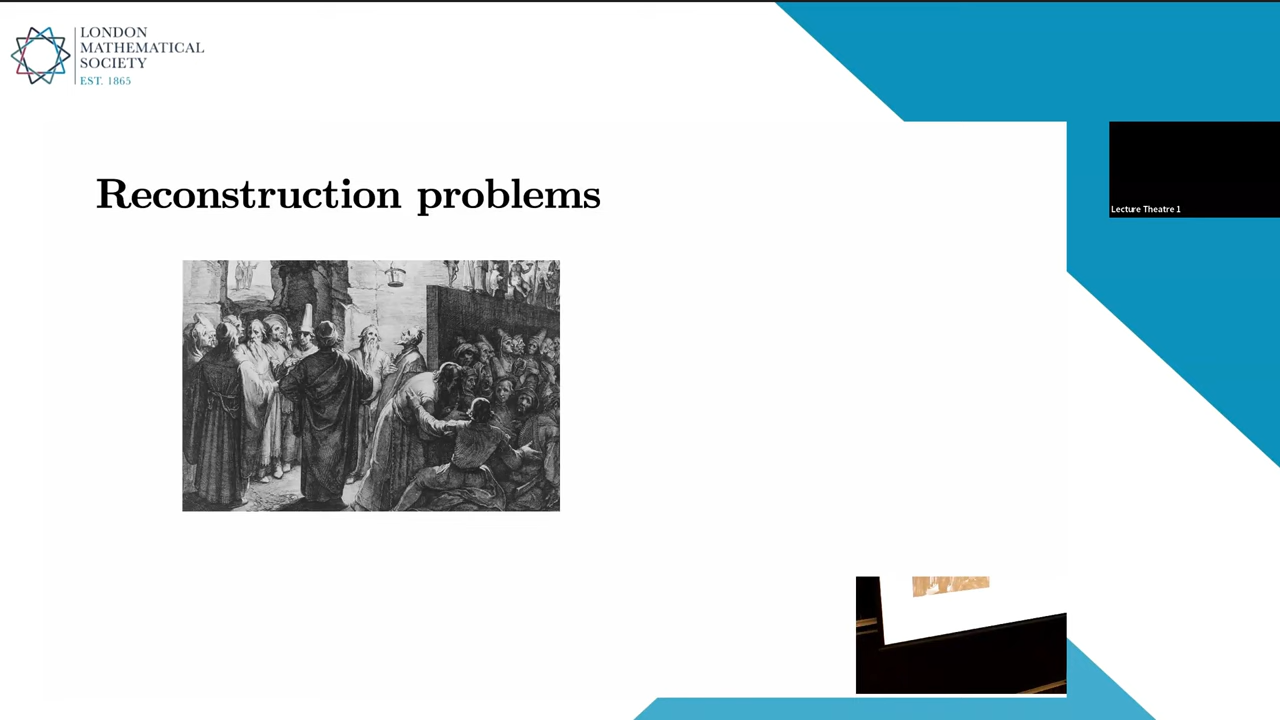 LONDON
MATHEMATICAL
SOCIETY
EST. 1865
Reconstruction problems
Lecture Theatre 1